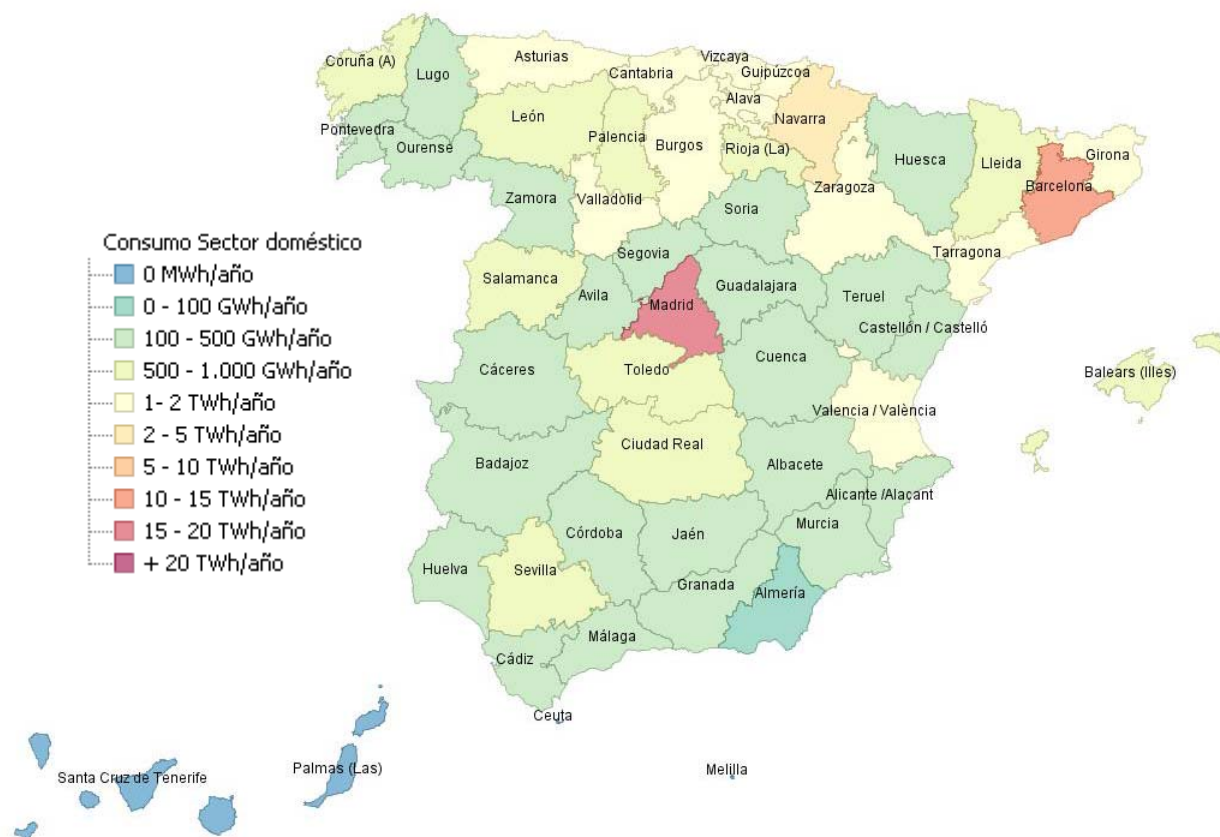 Coruña (A)
Lugo
Asturias
Cantabria
Vizcaya
Guipúzcoa
Alava
Navarra
Pontevedra
Ourense
León
Palencia
Burgos
Rioja (La)
Huesca
Lleida
Girona
Barcelona
Zamora
Valladolid
Soria
Zaragoza
Tarragona
Consumo Sector doméstico
0 MWh/año
0 - 100 GWh/año
100 - 500 GWh/año
500 - 1.000 GWh/año
1- 2 TWh/año
2 - 5 TWh/año
5 - 10 TWh/año
10 - 15 TWh/año
15 - 20 TWh/año
+ 20 TWh/año
Salamanca
Segovia
Avila
Madrid
Guadalajara
Teruel
Castellón / Castelló
Cáceres
Toledo
Cuenca
Balears (Illes)
Valencia / València
Badajoz
Ciudad Real
Albacete
Alicante /Alacant
Murcia
Huelva
Sevilla
Córdoba
Jaén
Granada
Almería
Málaga
Cádiz
Ceuta
Melilla
Santa Cruz de Tenerife
Palmas (Las)